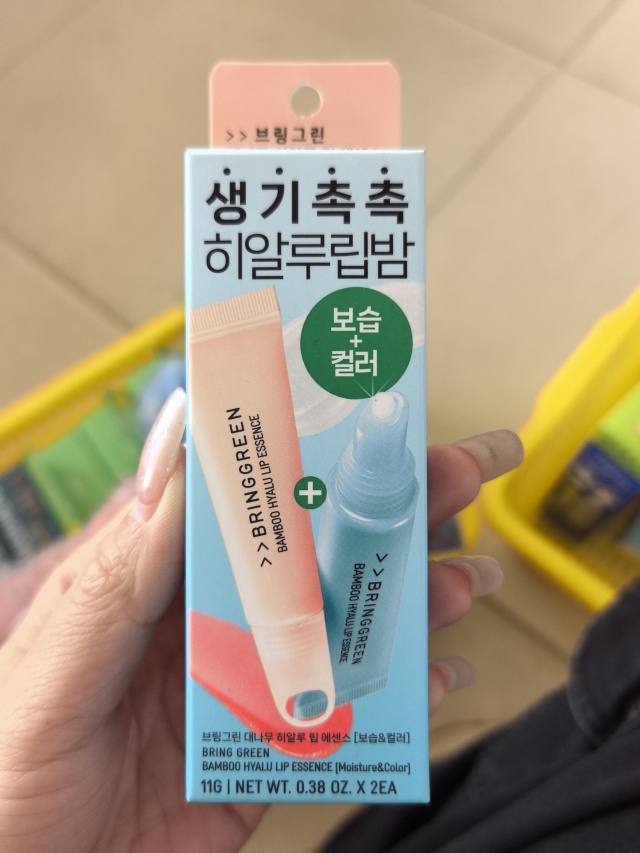 >> 브링그린
생기촉촉
히알루립밤
보습
+
컬러
>>BRINGGREEN
BAMBOO HYALU LIP ESSENCE
+
>>BRINGGREEN
BAMBOO HYALU LIP ESSENCE
브링그린 대나무 히알루 립 에센스 [보습&컬러]
BRING GREEN
BAMBOO HYALU LIP ESSENCE [Moisture&Color]
11G | NET WT. 0.38 OZ. X 2EA